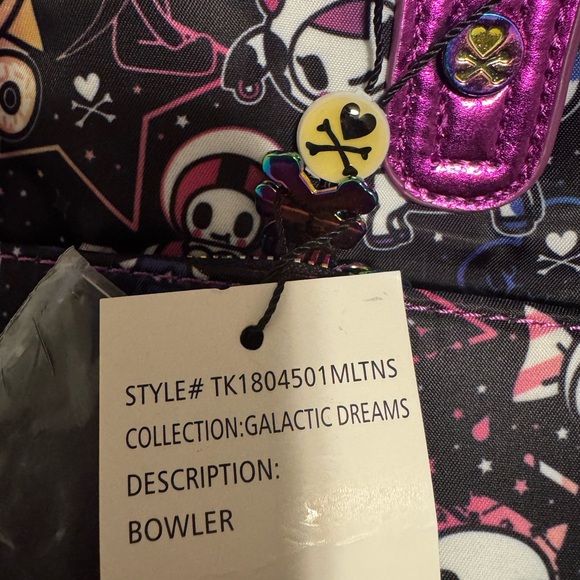 STYLE# TK1804501MLTNS
COLLECTION:GALACTIC DREAMS
DESCRIPTION:
BOWLER